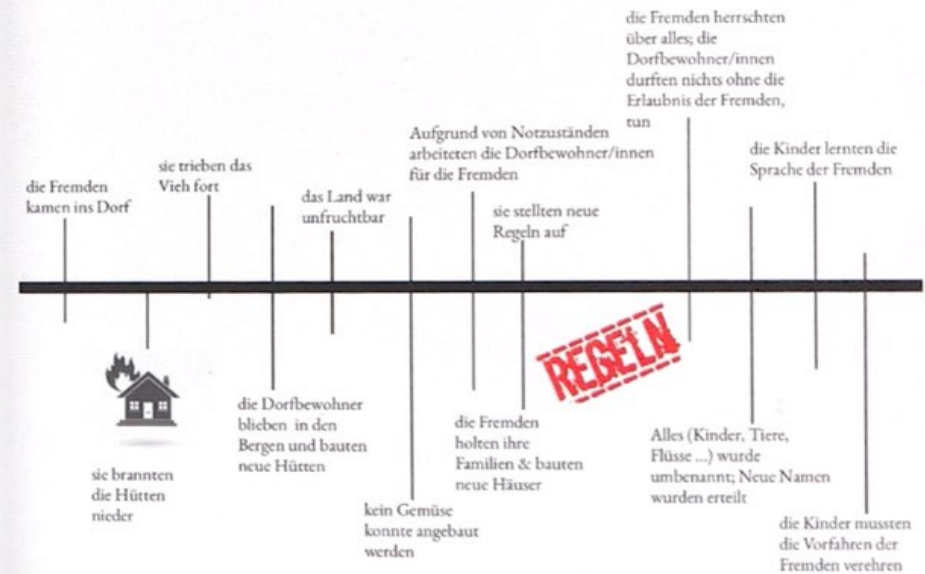 die Fremden
kamen ins Dorf
sie brannten
die Hütten
nieder
sie trieben das
Vieh fort
die Dorfbewohner
blieben in den
Bergen und bauten
neue Hütten
das Land war
unfruchtbar
kein Gemüse
konnte angebaut
werden
Aufgrund von Notzuständen
arbeiteten die Dorfbewohner/innen
für die Fremden
die Fremden
holten ihre
Familien & bauten
neue Häuser
sie stellten neue
Regeln auf
REGELN
die Fremden herrschten
über alles; die
Dorfbewohner/innen
durften nichts ohne die
Erlaubnis der Fremden,
tun
Alles (Kinder, Tiere,
Flüsse ...) wurde
umbenannt; Neue Namen
wurden erteilt
die Kinder lernten die
Sprache der Fremden
die Kinder mussten
die Vorfahren der
Fremden verehren